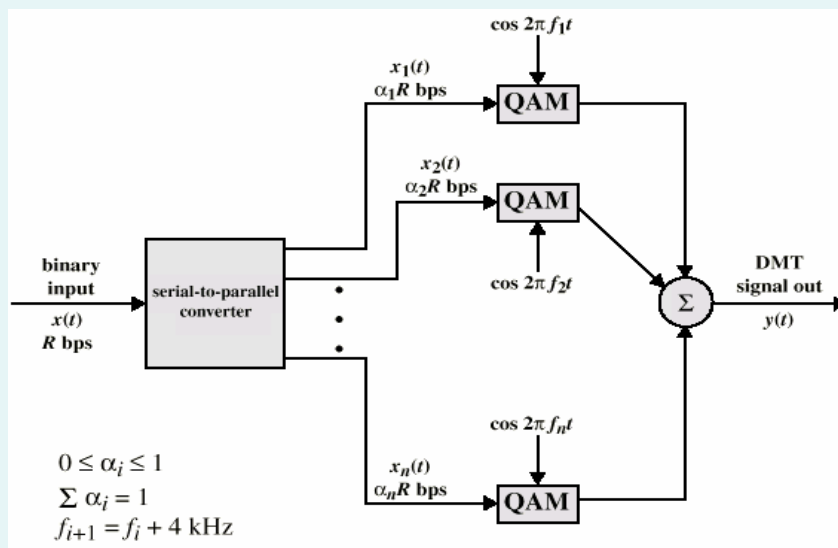 cos 2π f₁t
x₁(t)
α₁R bps
QAM
x₂(t)
α₂R bps
QAM
cos 2π f₂t
binary
input
x(t)
R bps
serial-to-parallel
converter
Σ
DMT
signal out
y(t)
cos 2π fₙt
xₙ(t)
αₙR bps
QAM
0 ≤ αᵢ ≤ 1
Σ αᵢ = 1
fᵢ₊₁ = fᵢ + 4 kHz